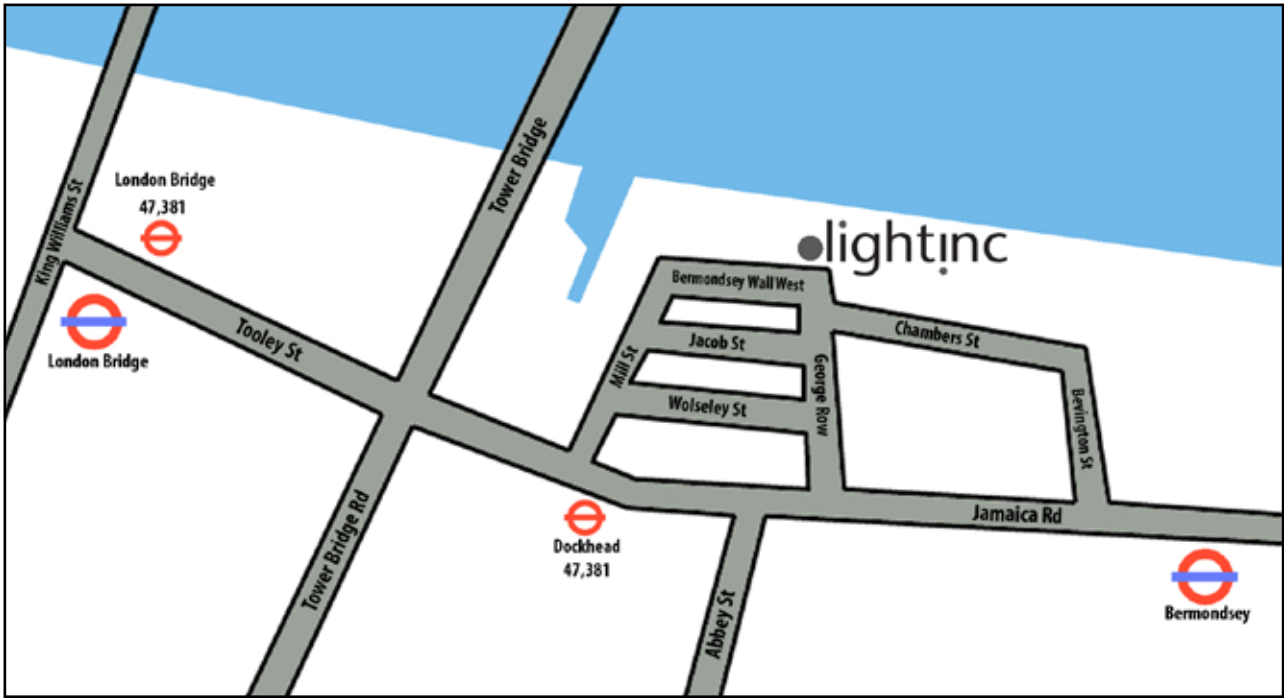 London Bridge
47,381
King Williams St
London Bridge
Tooley St
Tower Bridge
lightinc
Bermondsey Wall West
Chambers St
Jacob St
Mill St
George Row
Wolseley St
Bevington St
Jamaica Rd
Dockhead
47,381
Tower Bridge Rd
Abbey St
Bermondsey